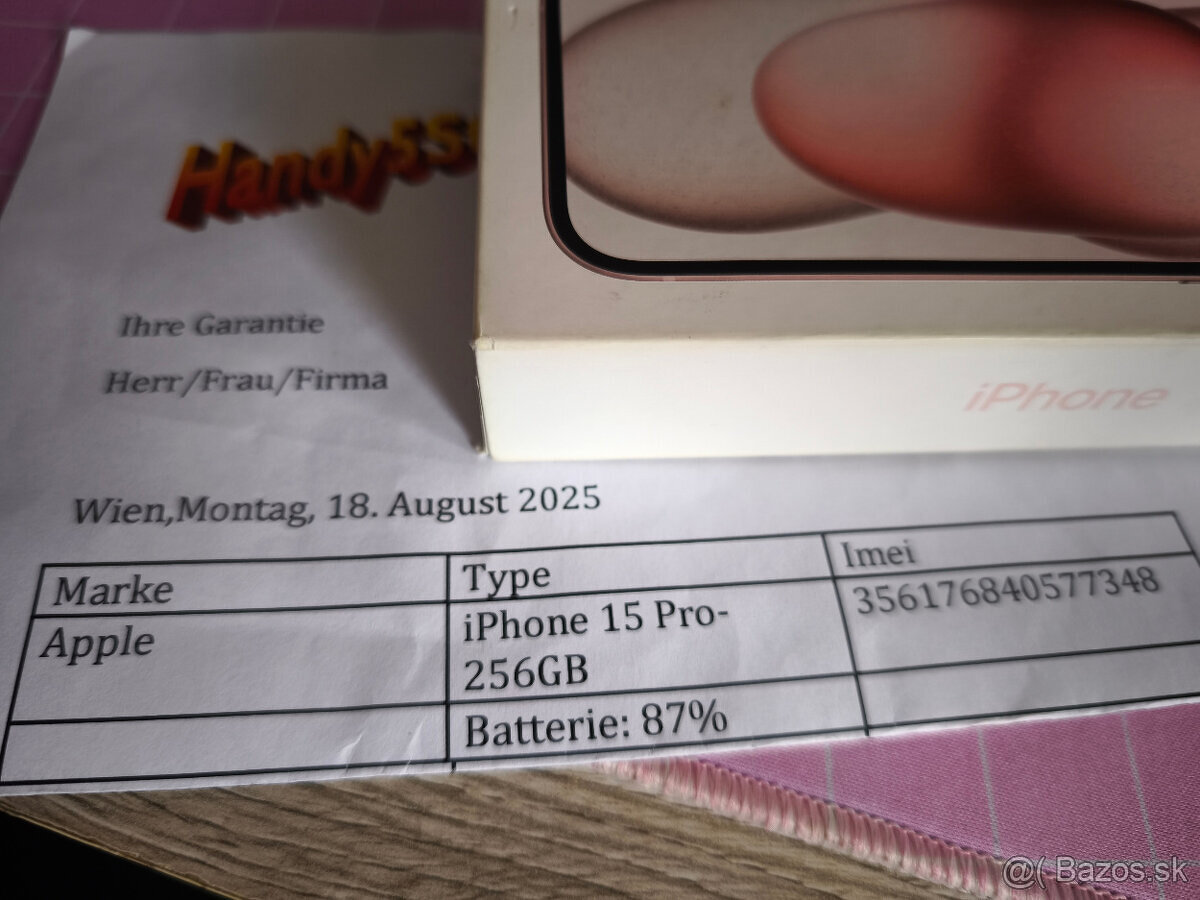 Ihre Garantie
Herr/Frau/Firma
iPhone
Wien,Montag, 18. August 2025
Marke Type Imei
Apple iPhone 15 Pro- 356176840577348
256GB
Batterie: 87%
@( Bazos.sk